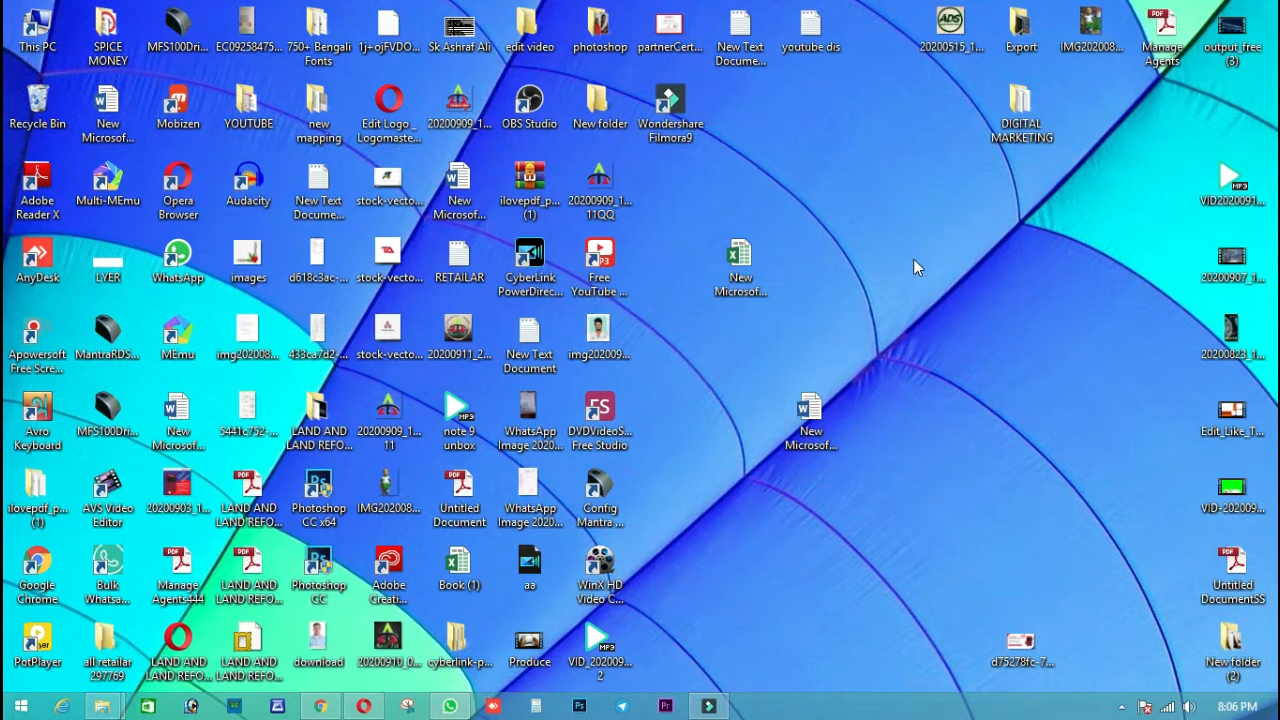 This PC
SPICE
MONEY
MFS100Dri...
EC09258475...
750+ Bengali
Fonts
1j+ojFVDO...
Sk Ashraf Ali
edit video
photoshop
partnerCert...
New Text
Docume...
youtube dis
20200515_1...
Export
IMG202008...
Manage
Agents
output_free
(3)
Recycle Bin
New
Microsof...
Mobizen
YOUTUBE
new
mapping
Edit Logo _
Logomaste...
20200909_1...
OBS Studio
New folder
Wondershare
Filmora9
DIGITAL
MARKETING
Adobe
Reader X
Multi-MEmu
Opera
Browser
Audacity
New Text
Docume...
stock-vecto...
New
Microsof...
ilovepdf_p...
(1)
20200909_1...
11QQ
VID2020091...
AnyDesk
LYER
WhatsApp
images
d618c3ac-...
stock-vecto...
RETAILAR
CyberLink
PowerDirec...
Free
YouTube ...
New
Microsof...
20200907_1...
Apowersoft
Free Scre...
MantraRDS...
MEmu
img202008...
433ca7d2-...
stock-vecto...
20200911_2...
New Text
Document
img202009...
20200823_1...
Avro
Keyboard
MFS100Dri...
New
Microsof...
5441c752-...
LAND AND
LAND REFO...
20200909_1...
11
note 9
unbox
WhatsApp
Image 2020...
DVDVideoS...
Free Studio
New
Microsof...
Edit_Like_T...
ilovepdf_p...
(1)
AVS Video
Editor
20200903_1...
LAND AND
LAND REFO...
Photoshop
CC x64
IMG202008...
Untitled
Document
WhatsApp
Image 2020...
Config
Mantra ...
VID-202009...
Google
Chrome
Bulk
Whatsa...
Manage
Agents444
LAND AND
LAND REFO...
Photoshop
CC
Adobe
Creati...
Book (1)
aa
WinX HD
Video C...
Untitled
DocumentSS
PotPlayer
all retailar
297769
LAND AND
LAND REFO...
LAND AND
LAND REFO...
download
20200910_0...
cyberlink-p...
Produce
VID_202009...
2
d75278fc-7...
New folder
(2)
8:06 PM